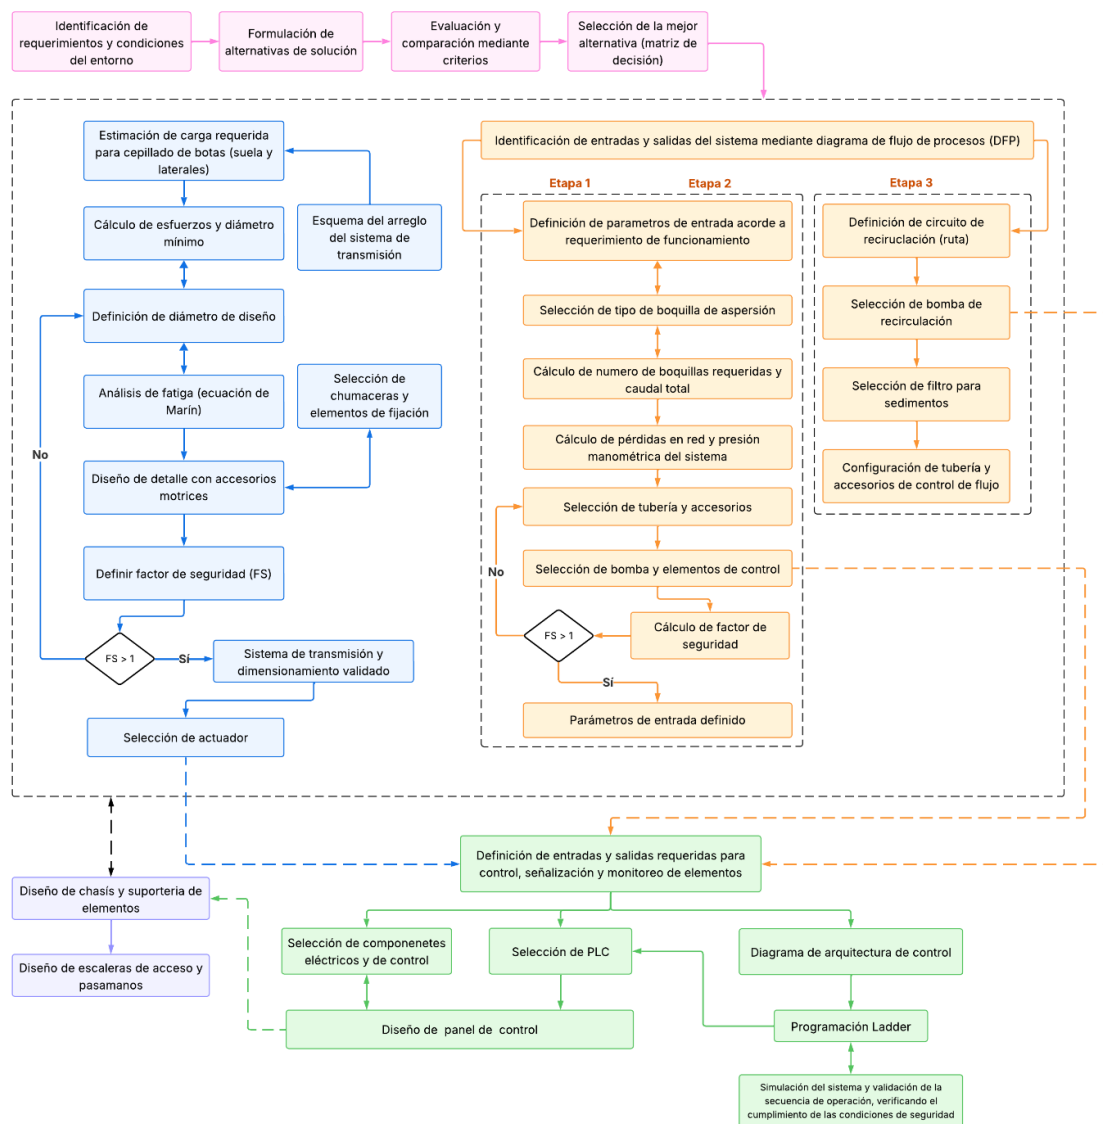 Identificación de
requerimientos y condiciones
del entorno
Formulación de
alternativas de solución
Evaluación y
comparación mediante
criterios
Selección de la mejor
alternativa (matriz de
decisión)
Estimación de carga requerida
para cepillado de botas (suela y
laterales)
Cálculo de esfuerzos y diámetro
mínimo
Esquema del arreglo
del sistema de
transmisión
Definición de diámetro de diseño
Análisis de fatiga (ecuación de
Marín)
Selección de
chumaceras y
elementos de fijación
No
Diseño de detalle con accesorios
motrices
Definir factor de seguridad (FS)
FS > 1
Sí
Sistema de transmisión y
dimensionamiento validado
Selección de actuador
Identificación de entradas y salidas del sistema mediante diagrama de flujo de procesos (DFP)
Etapa 1
Etapa 2
Etapa 3
Definición de parametros de entrada acorde a
requerimiento de funcionamiento
Selección de tipo de boquilla de aspersión
Cálculo de numero de boquillas requeridas y
caudal total
Cálculo de pérdidas en red y presión
manométrica del sistema
Selección de tubería y accesorios
Selección de bomba y elementos de control
No
Cálculo de factor de
seguridad
FS > 1
Sí
Parámetros de entrada definido
Definición de circuito de
reciruclación (ruta)
Selección de bomba de
recirculación
Selección de filtro para
sedimentos
Configuración de tubería y
accesorios de control de flujo
Definición de entradas y salidas requeridas para
control, señalización y monitoreo de elementos
Diseño de chasís y suporteria de
elementos
Diseño de escaleras de acceso y
pasamanos
Selección de componenetes
eléctricos y de control
Selección de PLC
Diagrama de arquitectura de control
Diseño de panel de control
Programación Ladder
Simulación del sistema y validación de la
secuencia de operación, verificando el
cumplimiento de las condiciones de seguridad